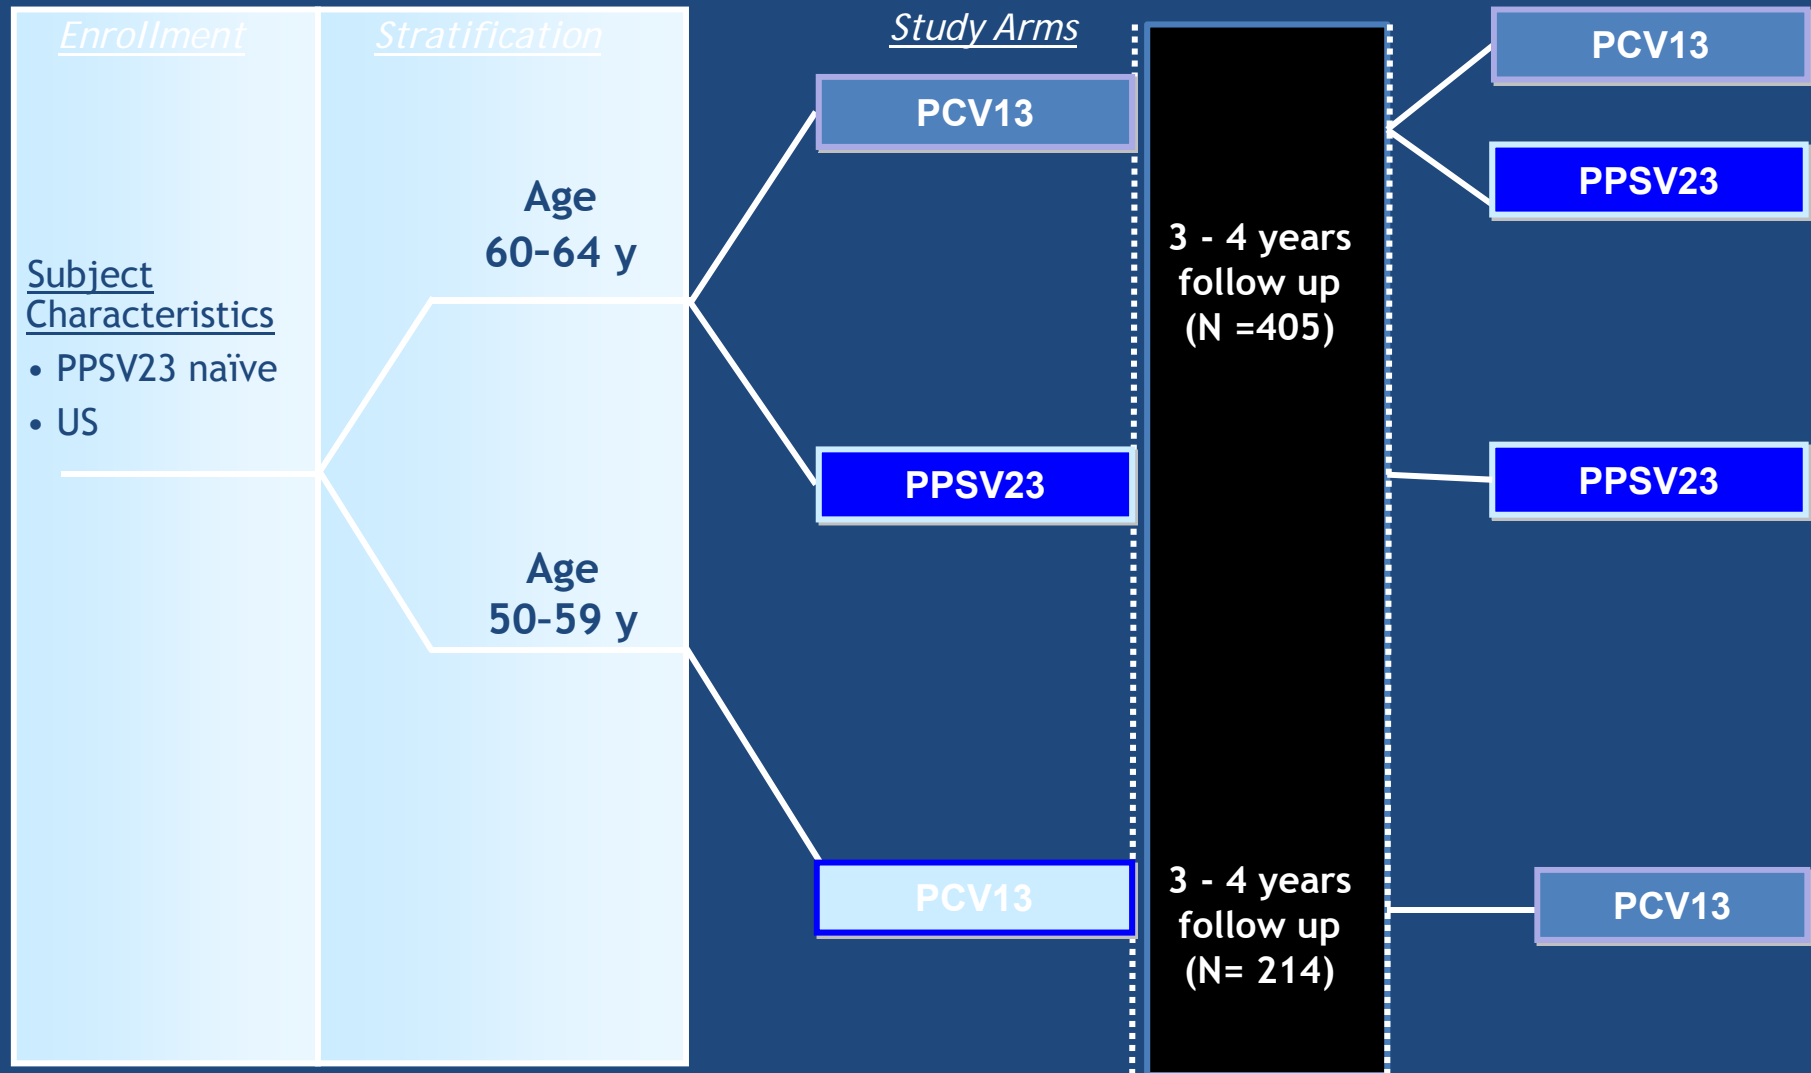 Enrollment
Stratification
Study Arms
Subject
Characteristics
• PPSV23 naïve
• US
Age
60–64 y
Age
50–59 y
PCV13
PPSV23
PCV13
3 - 4 years
follow up
(N =405)
3 - 4 years
follow up
(N= 214)
PCV13
PPSV23
PPSV23
PCV13